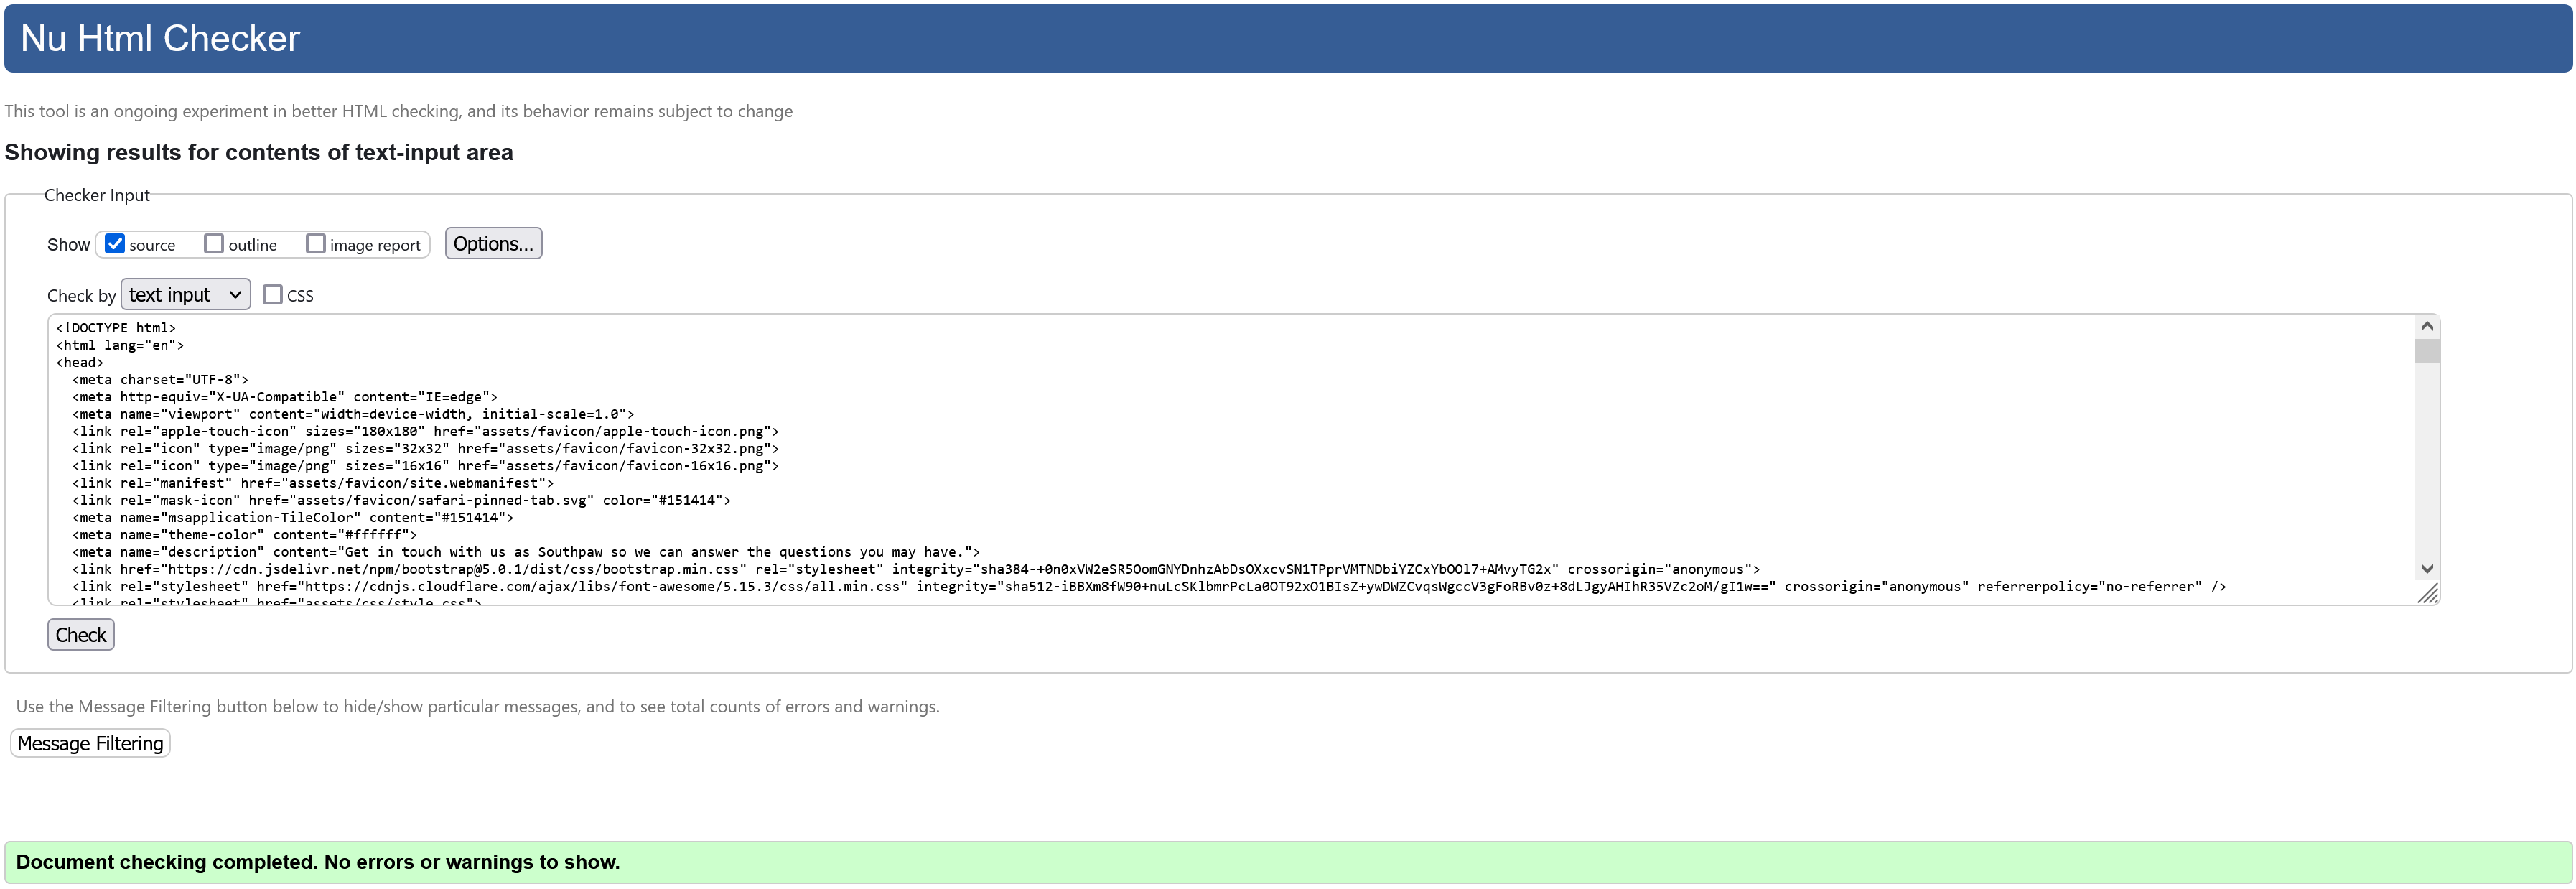 Nu Html Checker
This tool is an ongoing experiment in better HTML checking, and its behavior remains subject to change
Showing results for contents of text-input area
Checker Input
Show source outline image report Options...
Check by text input CSS
<!DOCTYPE html>
<html lang="en">
<head>
<meta charset="UTF-8">
<meta http-equiv="X-UA-Compatible" content="IE=edge">
<meta name="viewport" content="width=device-width, initial-scale=1.0">
<link rel="apple-touch-icon" sizes="180x180" href="assets/favicon/apple-touch-icon.png">
<link rel="icon" type="image/png" sizes="32x32" href="assets/favicon/favicon-32x32.png">
<link rel="icon" type="image/png" sizes="16x16" href="assets/favicon/favicon-16x16.png">
<link rel="manifest" href="assets/favicon/site.webmanifest">
<link rel="mask-icon" href="assets/favicon/safari-pinned-tab.svg" color="#151414">
<meta name="msapplication-TileColor" content="#151414">
<meta name="theme-color" content="#ffffff">
<meta name="description" content="Get in touch with us as Southpaw so we can answer the questions you may have.">
<link href="https://cdn.jsdelivr.net/npm/bootstrap@5.0.1/dist/css/bootstrap.min.css" rel="stylesheet" integrity="sha384-+0n0xVW2eSR5OomGNYDnhzAbDsOXxcvSN1TPprVMTNDbiYZCxYbOOl7+AMvyTG2x" crossorigin="anonymous">
<link rel="stylesheet" href="https://cdnjs.cloudflare.com/ajax/libs/font-awesome/5.15.3/css/all.min.css" integrity="sha512-iBBXm8fW90+nuLcSKlbmrPcLa0OT92xO1BIsZ+ywDWZCvqsWgccV3gFoRBv0z+8dLJgyAHIhR35VZc2oM/gI1w==" crossorigin="anonymous" referrerpolicy="no-referrer" />
<link rel="stylesheet" href="assets/css/style.css">
Check
Use the Message Filtering button below to hide/show particular messages, and to see total counts of errors and warnings.
Message Filtering
Document checking completed. No errors or warnings to show.